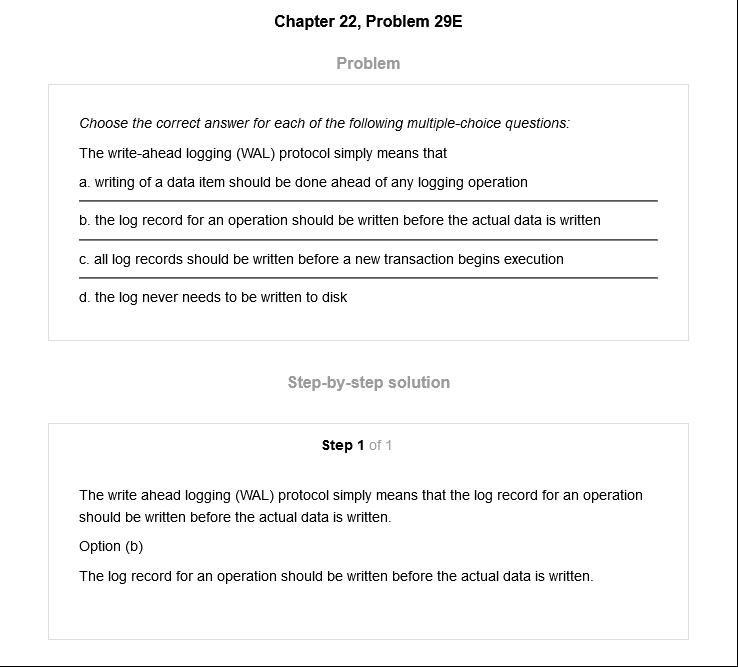 Chapter 22, Problem 29E
Problem
Choose the correct answer for each of the following multiple-choice questions:
The write-ahead logging (WAL) protocol simply means that
a. writing of a data item should be done ahead of any logging operation
b. the log record for an operation should be written before the actual data is written
c. all log records should be written before a new transaction begins execution
d. the log never needs to be written to disk
Step-by-step solution
Step 1 of 1
The write ahead logging (WAL) protocol simply means that the log record for an operation
should be written before the actual data is written.
Option (b)
The log record for an operation should be written before the actual data is written.